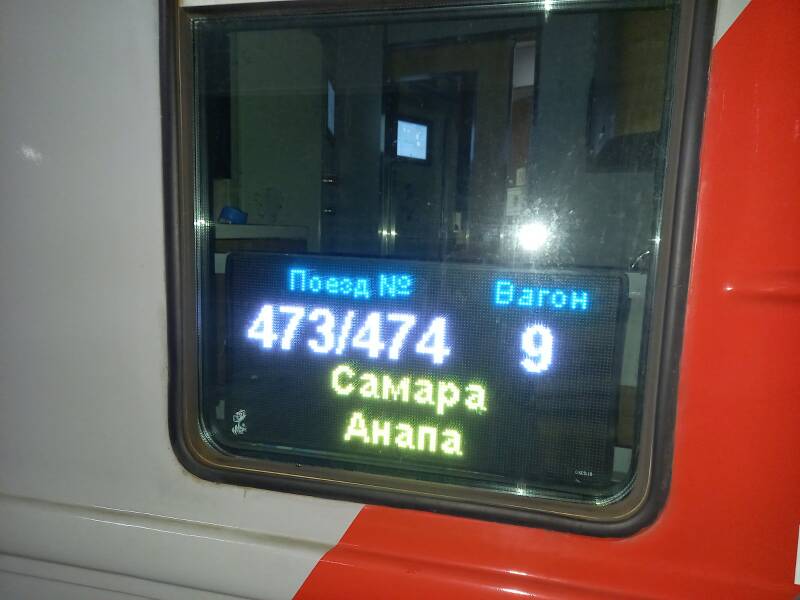 Поезд № Вагон
473/474 9
Самара
Анапа